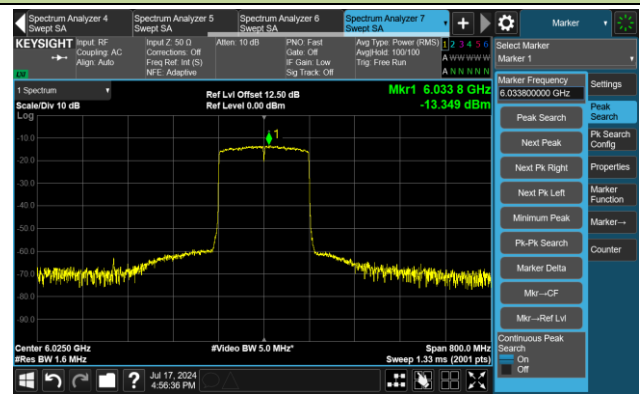 Spectrum Analyzer 4
Swept SA
Spectrum Analyzer 5
Swept SA
Spectrum Analyzer 6
Swept SA
Spectrum Analyzer 7
Swept SA
Marker
KEYSIGHT
Input: RF
Coupling: AC
Align: Auto
Input Z: 50 Ω
Corrections: Off
Freq Ref: Int (S)
NFE: Adaptive
Atten: 10 dB
PNO: Fast
Gate: Off
IF Gain: Low
Sig Track: Off
Avg Type: Power (RMS)
Avg|Hold: 100/100
Trig: Free Run
1 2 3 4 5 6
A W W W W W
A N N N N N
LXI
Select Marker
Marker 1
1 Spectrum
Scale/Div 10 dB
Ref Lvl Offset 12.50 dB
Ref Level 0.00 dBm
Mkr1 6.033 8 GHz
-13.349 dBm
Log
1
-10.0
-20.0
-30.0
-40.0
-50.0
-60.0
-70.0
-80.0
-90.0
Center 6.0250 GHz
#Res BW 1.6 MHz
#Video BW 5.0 MHz*
Span 800.0 MHz
Sweep 1.33 ms (2001 pts)
Marker Frequency
6.033800000 GHz
Peak Search
Next Peak
Next Pk Right
Next Pk Left
Minimum Peak
Pk-Pk Search
Marker Delta
Mkr→CF
Mkr→Ref Lvl
Continuous Peak
Search
On
Off
Settings
Peak
Search
Pk Search
Config
Properties
Marker
Function
Marker→
Counter
?
Jul 17, 2024
4:56:36 PM